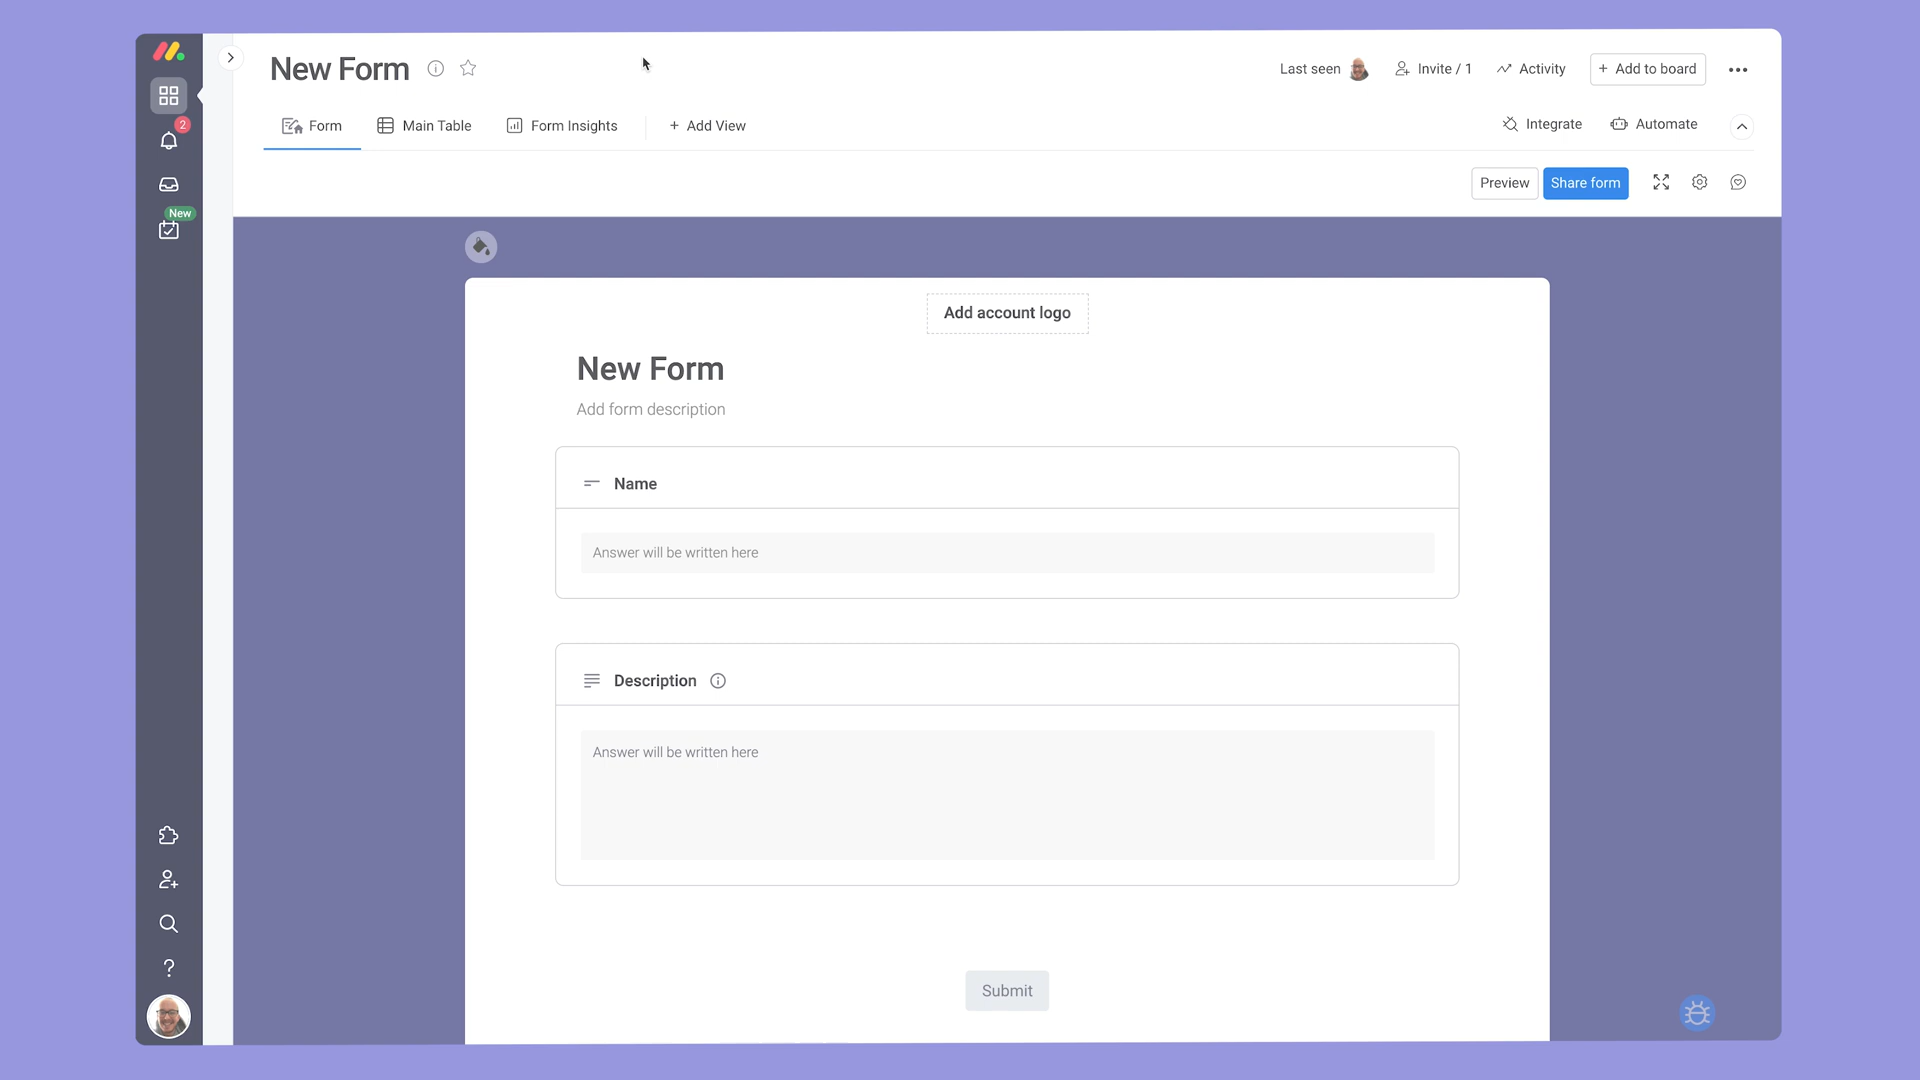 New Form
Last seen
Invite / 1
Activity
+ Add to board
2
Form
Main Table
Form Insights
+ Add View
Integrate
Automate
Preview
Share form
New
Add account logo
New Form
Add form description
Name
Answer will be written here
Description
Answer will be written here
Submit